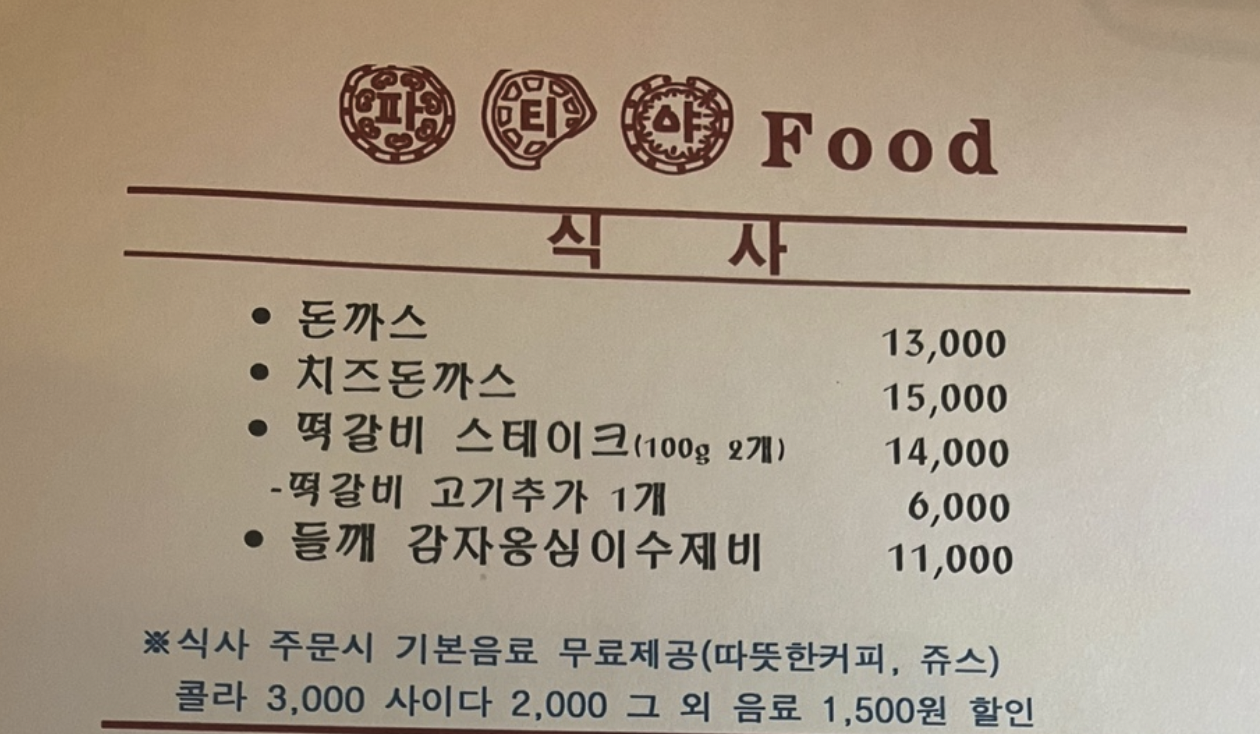 파티야 Food
식 사
• 돈까스 13,000
• 치즈돈까스 15,000
• 떡갈비 스테이크(100g 2개) 14,000
-떡갈비 고기추가 1개 6,000
• 들깨 감자옹심이수제비 11,000
※식사 주문시 기본음료 무료제공(따뜻한커피, 쥬스)
콜라 3,000 사이다 2,000 그 외 음료 1,500원 할인